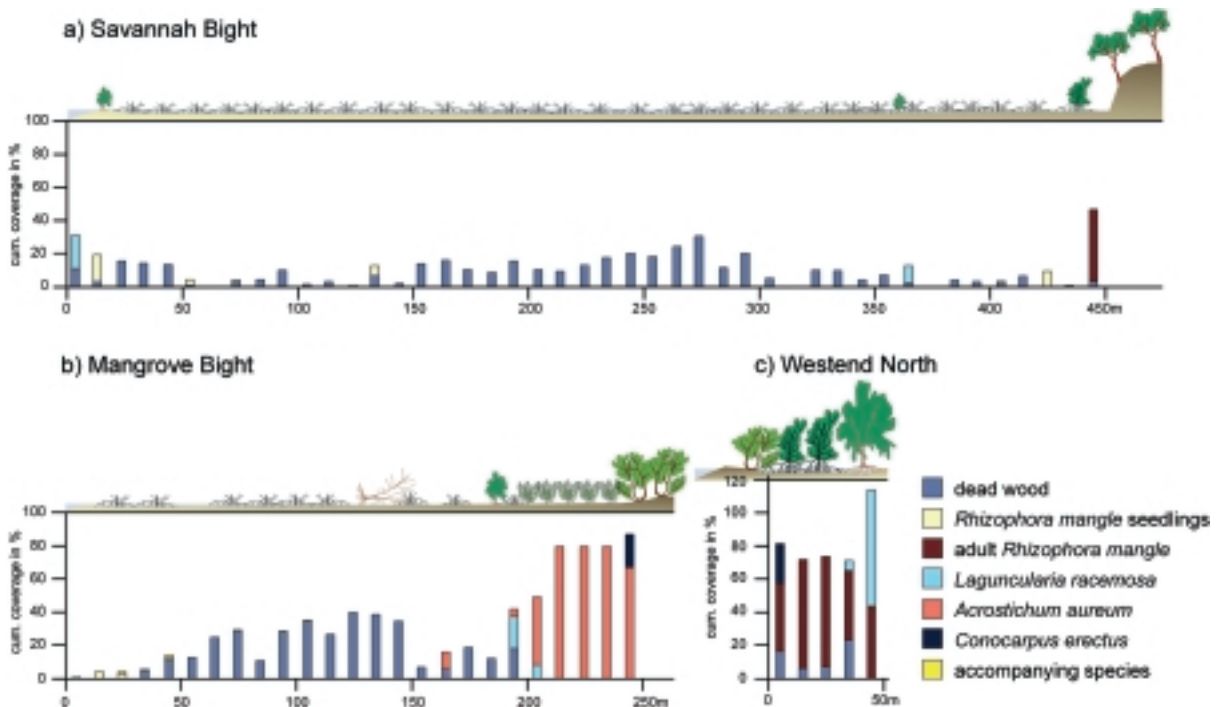 a) Savannah Bight
cum. coverage in %
100
80
60
40
20
0
0 50 100 150 200 250 300 350 400 450m
b) Mangrove Bight
cum. coverage in %
100
80
60
40
20
0
0 50 100 150 200 250m
c) Westend North
cum. coverage in %
120
100
80
60
40
20
0
0 50m
dead wood
Rhizophora mangle seedlings
adult Rhizophora mangle
Laguncularia racemosa
Acrostichum aureum
Conocarpus erectus
accompanying species